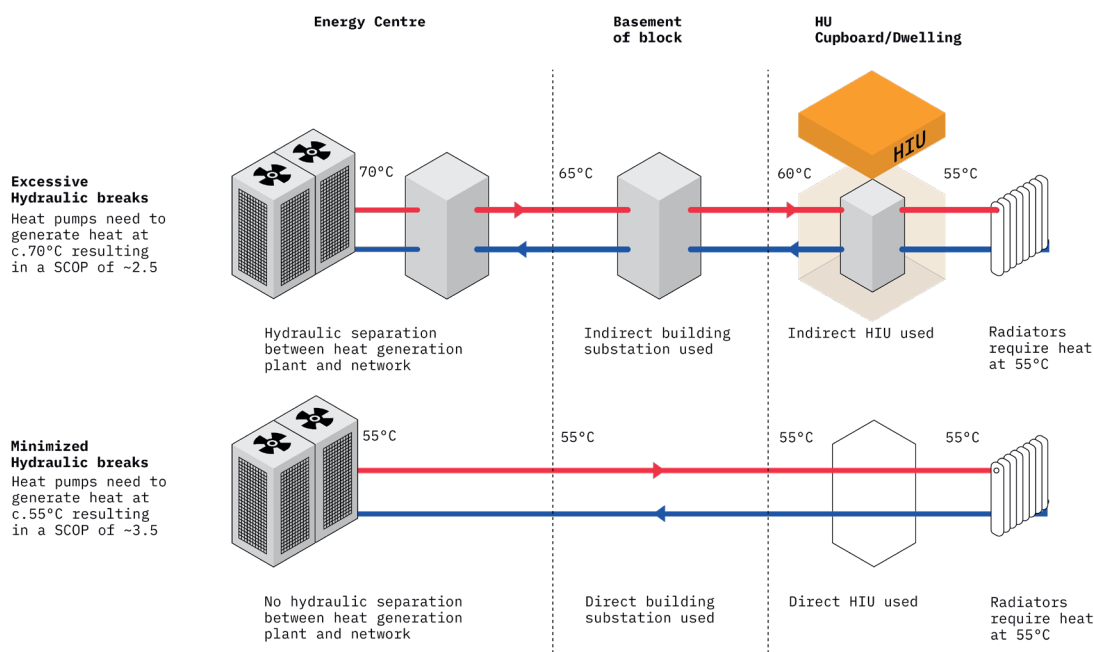 Energy Centre
Basement
of block
HU
Cupboard/Dwelling
HIU
70°C
65°C
60°C
55°C
Excessive
Hydraulic breaks
Heat pumps need to
generate heat at
c.70°C resulting
in a SCOP of ~2.5
Hydraulic separation
between heat generation
plant and network
Indirect building
substation used
Indirect HIU used
Radiators
require heat
at 55°C
Minimized
Hydraulic breaks
Heat pumps need to
generate heat at
c.55°C resulting
in a SCOP of ~3.5
55°C
55°C
55°C
55°C
No hydraulic separation
between heat generation
plant and network
Direct building
substation used
Direct HIU used
Radiators
require heat
at 55°C